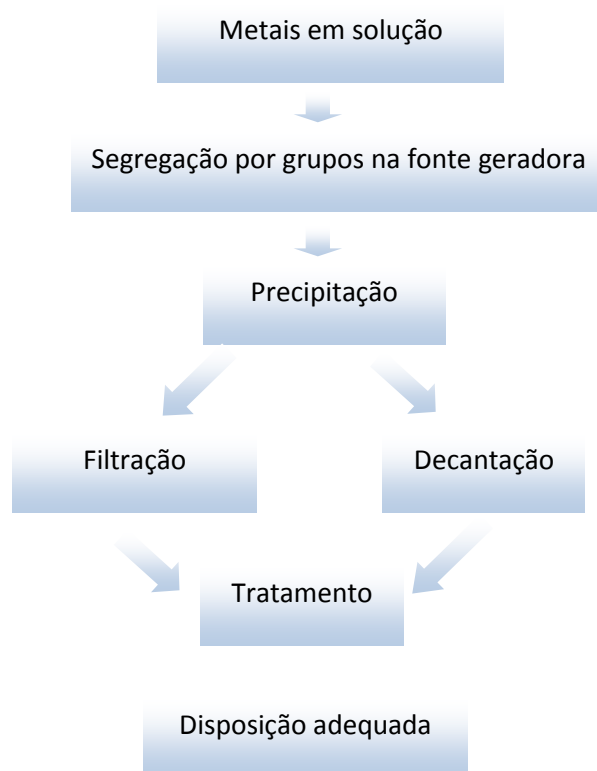 Metais em solução
Segregação por grupos na fonte geradora
Precipitação
Filtração
Decantação
Tratamento
Disposição adequada